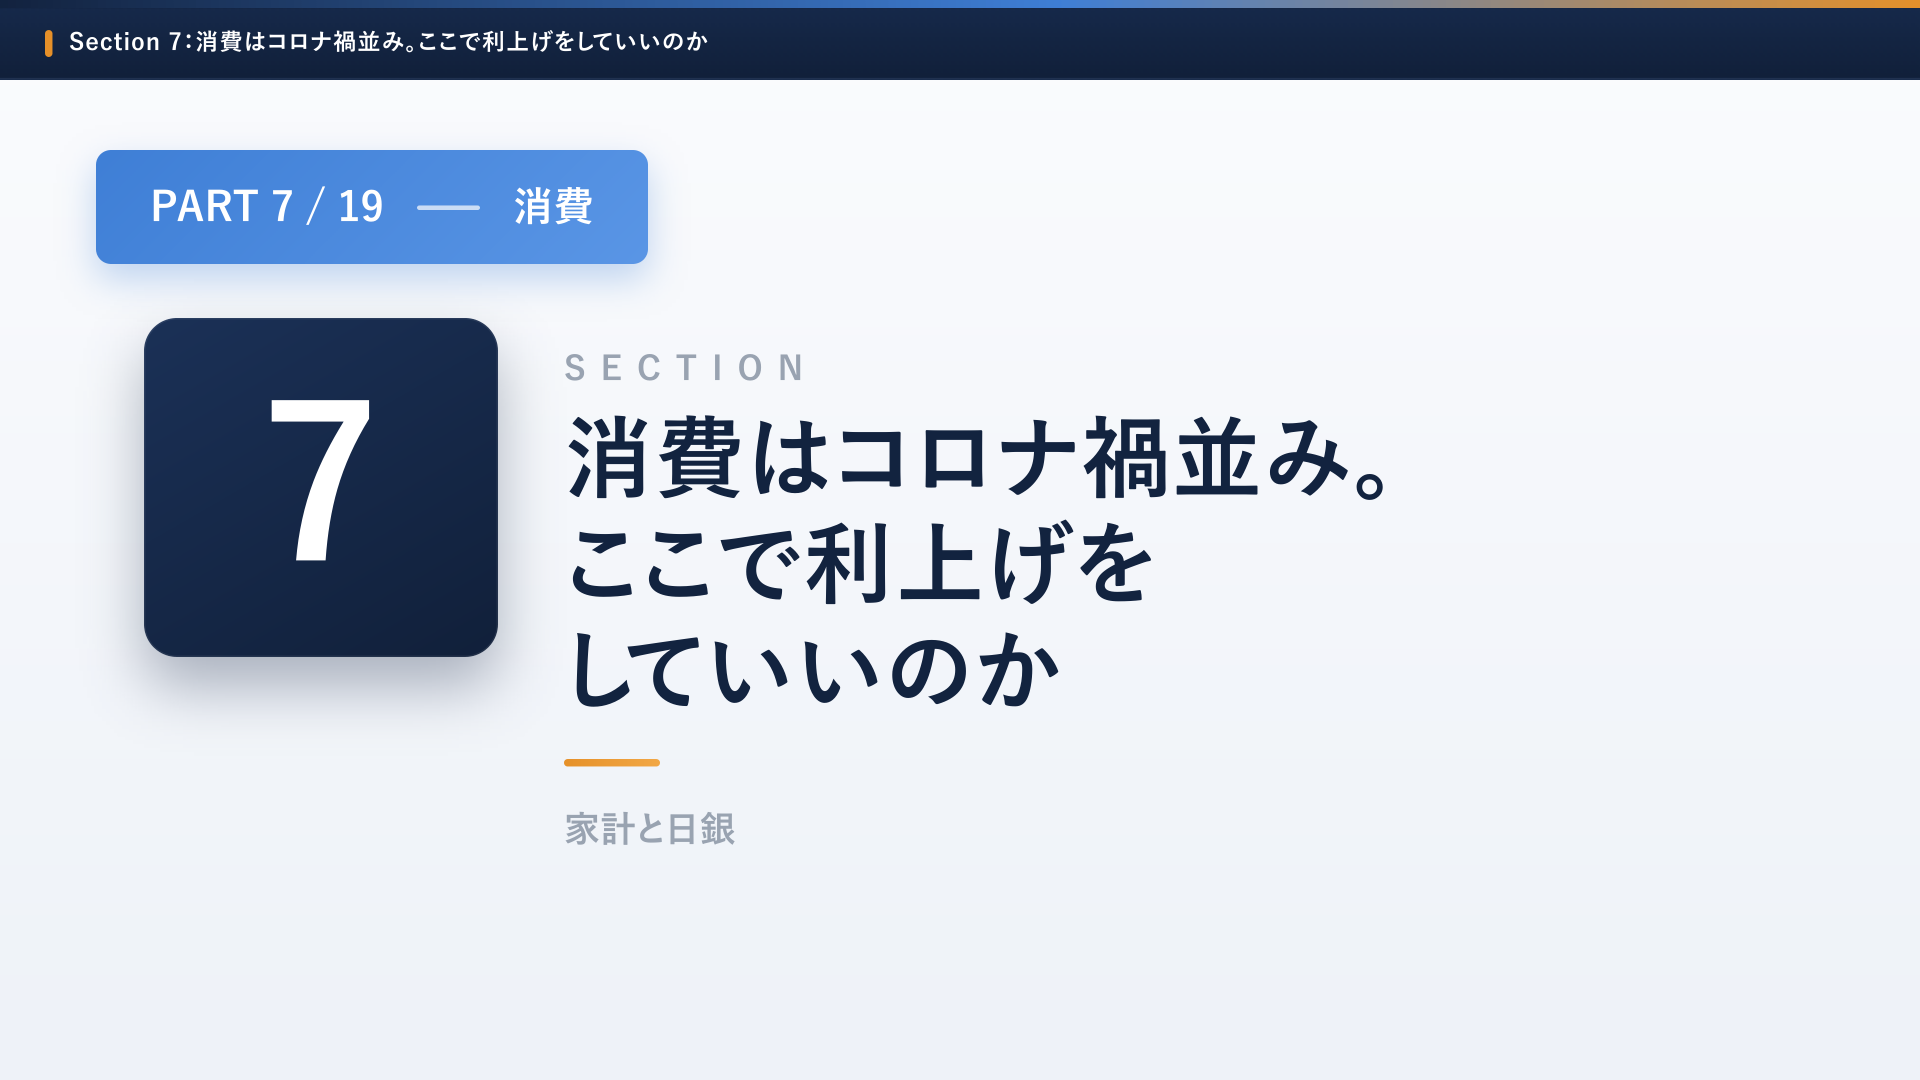 Section 7：消費はコロナ禍並み。ここで利上げをしていいのか
PART 7 / 19 — 消費
7
SECTION
消費はコロナ禍並み。
ここで利上げを
していいのか
家計と日銀